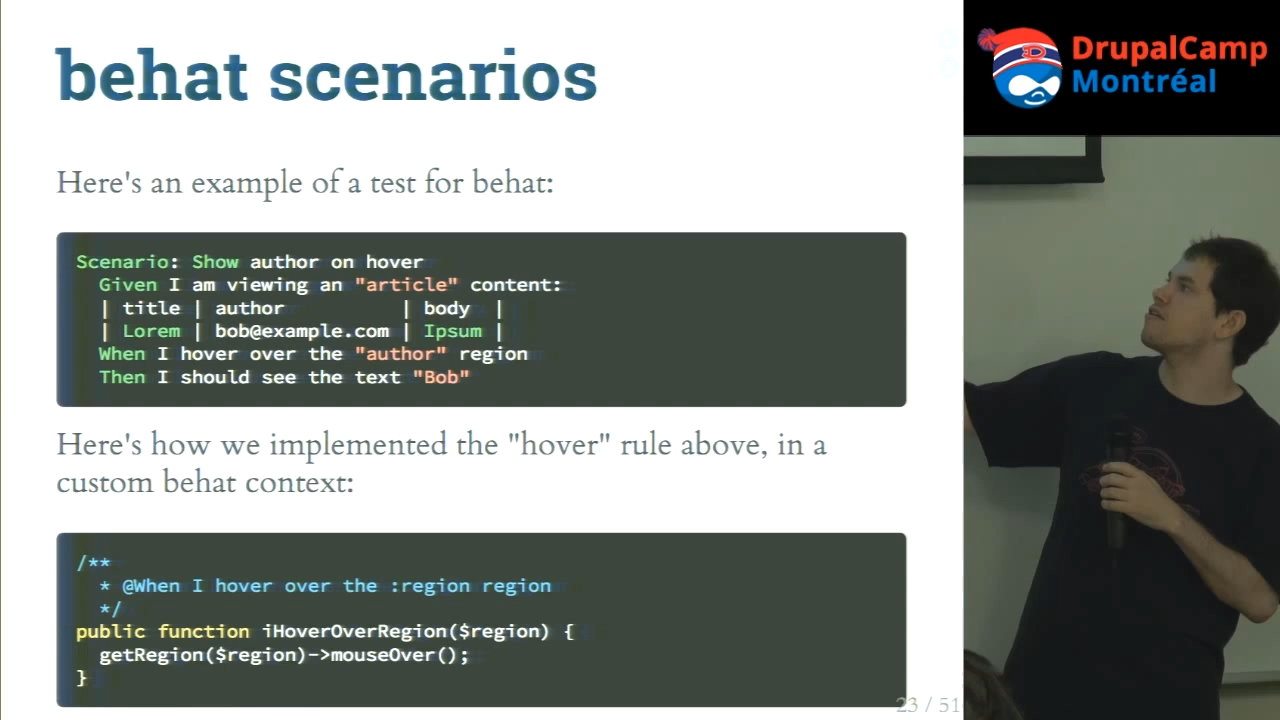 behat scenarios
Here's an example of a test for behat:
Scenario: Show author on hover
Given I am viewing an "article" content:
| title | author | body |
| Lorem | bob@example.com | Ipsum |
When I hover over the "author" region
Then I should see the text "Bob"
Here's how we implemented the "hover" rule above, in a
custom behat context:
/**
* @When I hover over the :region region
*/
public function iHoverOverRegion($region) {
getRegion($region)->mouseOver();
}
23 / 51
DrupalCamp
Montréal